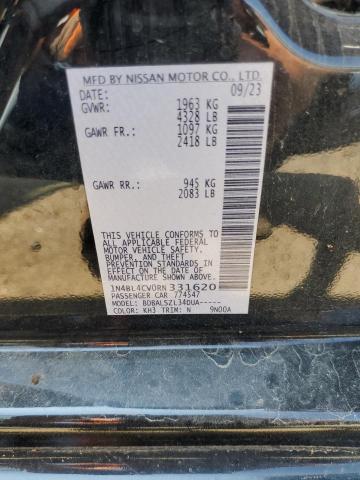 MFD BY NISSAN MOTOR CO., LTD.
DATE: 09/23
GVWR: 1963 KG
4328 LB
GAWR FR.: 1097 KG
2418 LB
GAWR RR.: 945 KG
2083 LB
THIS VEHICLE CONFORMS TO
ALL APPLICABLE FEDERAL
MOTOR VEHICLE SAFETY,
BUMPER, AND THEFT
PREVENTION STANDARDS IN
EFFECT ON THE DATE OF
MANUFACTURE SHOWN ABOVE.
1N4BL4CV0RN331620
PASSENGER CAR 774547
MODEL: BDBALSZL34DUA-----
COLOR: KH3 TRIM: N 9N00A